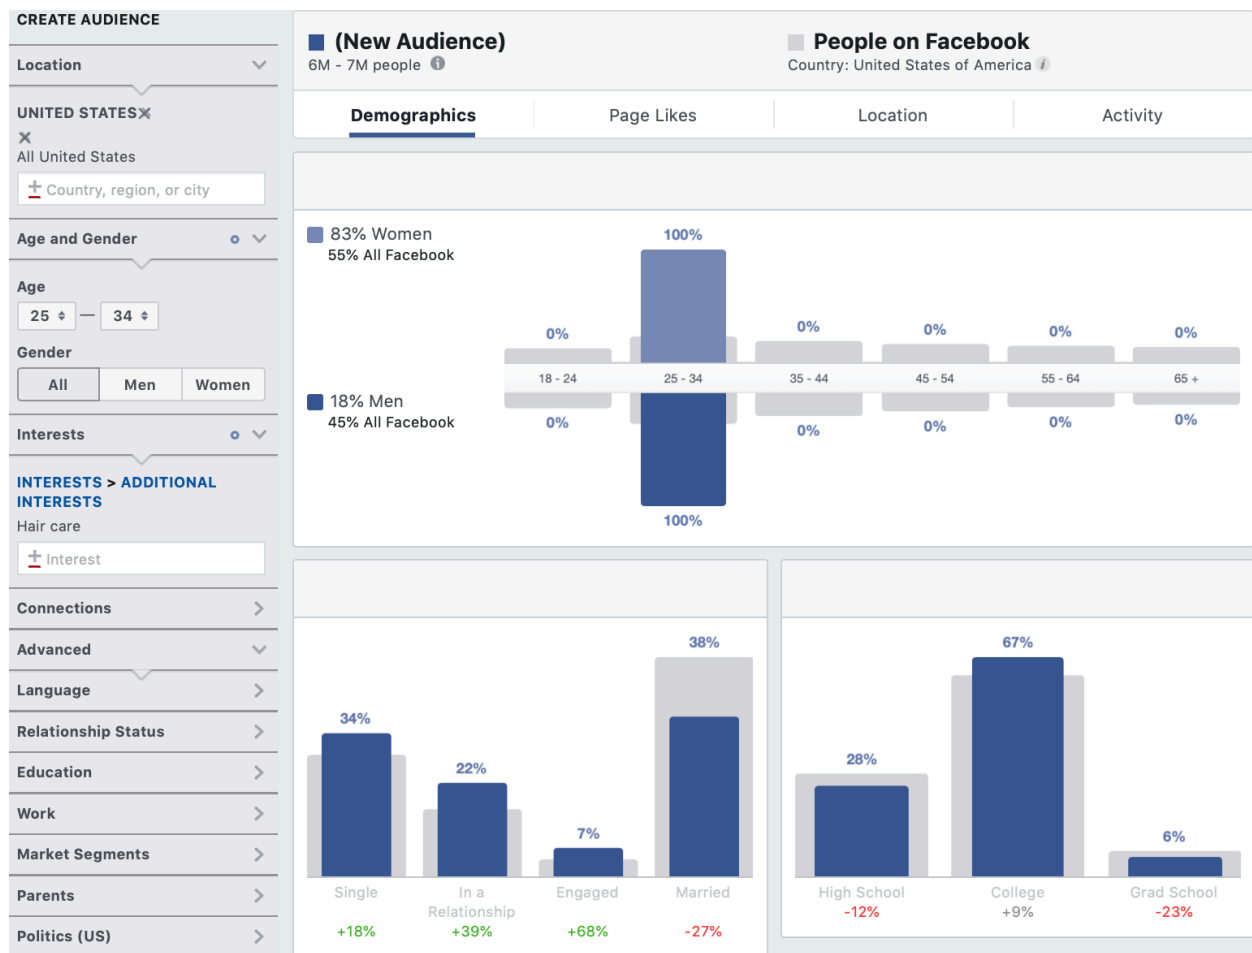 CREATE AUDIENCE
Location
UNITED STATES
All United States
Country, region, or city
Age and Gender
Age
25 — 34
Gender
All Men Women
Interests
INTERESTS > ADDITIONAL
INTERESTS
Hair care
Interest
Connections
Advanced
Language
Relationship Status
Education
Work
Market Segments
Parents
Politics (US)
(New Audience)
6M - 7M people
People on Facebook
Country: United States of America
Demographics Page Likes Location Activity
83% Women
55% All Facebook
0% 100% 0% 0% 0% 0%
18 - 24 25 - 34 35 - 44 45 - 54 55 - 64 65 +
18% Men
45% All Facebook
0% 100% 0% 0% 0% 0%
34% 22% 7% 38%
Single In a Relationship Engaged Married
+18% +39% +68% -27%
28% 67% 6%
High School College Grad School
-12% +9% -23%